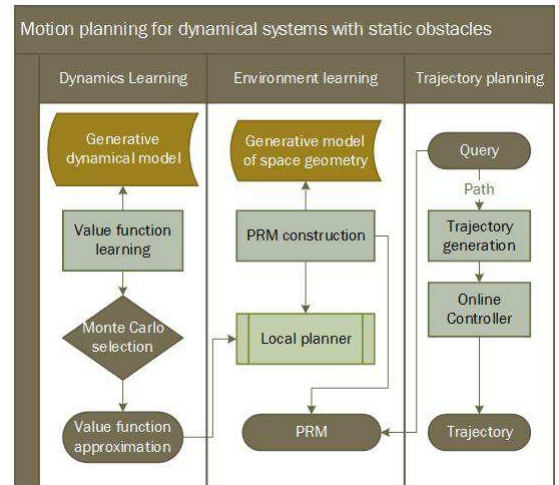 Motion planning for dynamical systems with static obstacles
Dynamics Learning
Environment learning
Trajectory planning
Generative
dynamical model
Value function
learning
Monte Carlo
selection
Value function
approximation
Generative model
of space geometry
PRM construction
Local planner
PRM
Query
Path
Trajectory
generation
Online
Controller
Trajectory